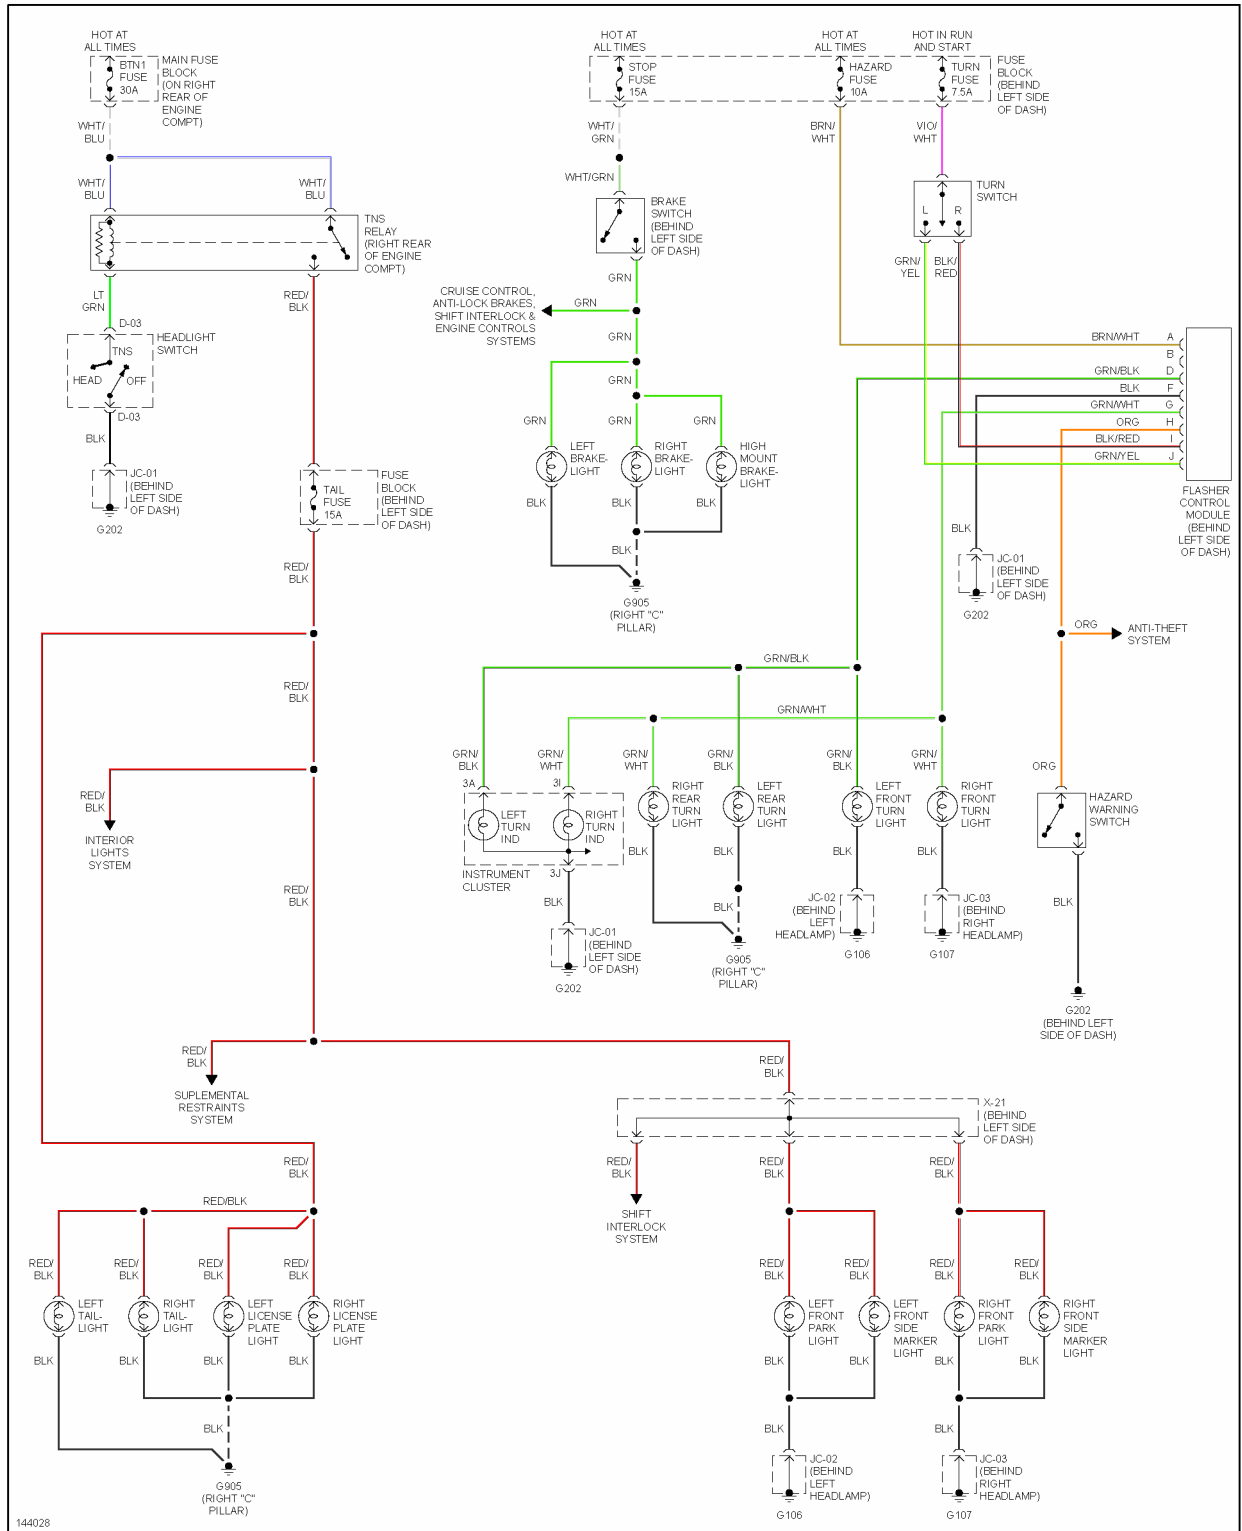 HOT AT
ALL TIMES
BTN1
FUSE
30A
MAIN FUSE
BLOCK
(ON RIGHT
REAR OF
ENGINE
COMPT)
HOT AT
ALL TIMES
STOP
FUSE
15A
HOT AT
ALL TIMES
HAZARD
FUSE
10A
HOT IN RUN
AND START
TURN
FUSE
7.5A
FUSE
BLOCK
(BEHIND
LEFT SIDE
OF DASH)
WHT/
BLU
WHT/
GRN
BRN/
WHT
VIO/
WHT
WHT/
BLU
WHT/
BLU
WHT/GRN
TURN
SWITCH
L
R
TNS
RELAY
(RIGHT REAR
OF ENGINE
COMPT)
BRAKE
SWITCH
(BEHIND
LEFT SIDE
OF DASH)
GRN/
YEL
BLK/
RED
LT
GRN
RED/
BLK
GRN
CRUISE CONTROL,
ANTI-LOCK BRAKES,
SHIFT INTERLOCK &
ENGINE CONTROLS
SYSTEMS
GRN
GRN
D-03
HEADLIGHT
SWITCH
TNS
HEAD
OFF
D-03
BLK
GRN
GRN
GRN
GRN
BRN/WHT A
B
GRN/BLK D
BLK F
GRN/WHT G
ORG H
BLK/RED I
GRN/YEL J
FLASHER
CONTROL
MODULE
(BEHIND
LEFT SIDE
OF DASH)
JC-01
(BEHIND
LEFT SIDE
OF DASH)
G202
TAIL
FUSE
15A
FUSE
BLOCK
(BEHIND
LEFT SIDE
OF DASH)
LEFT
BRAKE-
LIGHT
RIGHT
BRAKE-
LIGHT
HIGH
MOUNT
BRAKE-
LIGHT
BLK
BLK
BLK
BLK
G905
(RIGHT "C"
PILLAR)
BLK
JC-01
(BEHIND
LEFT SIDE
OF DASH)
G202
RED/
BLK
ORG
ANTI-THEFT
SYSTEM
GRN/BLK
RED/
BLK
GRN/WHT
GRN/
BLK
GRN/
WHT
GRN/
WHT
GRN/
BLK
GRN/
BLK
GRN/
WHT
ORG
3A
3I
LEFT
TURN
IND
RIGHT
TURN
IND
RIGHT
REAR
TURN
LIGHT
LEFT
REAR
TURN
LIGHT
LEFT
FRONT
TURN
LIGHT
RIGHT
FRONT
TURN
LIGHT
HAZARD
WARNING
SWITCH
RED/
BLK
INTERIOR
LIGHTS
SYSTEM
RED/
BLK
INSTRUMENT
CLUSTER
3J
BLK
BLK
BLK
BLK
BLK
BLK
BLK
JC-01
(BEHIND
LEFT SIDE
OF DASH)
G202
G905
(RIGHT "C"
PILLAR)
JC-02
(BEHIND
LEFT
HEADLAMP)
G106
JC-03
(BEHIND
RIGHT
HEADLAMP)
G107
BLK
G202
(BEHIND LEFT
SIDE OF DASH)
RED/
BLK
SUPLEMENTAL
RESTRAINTS
SYSTEM
RED/
BLK
X-21
(BEHIND
LEFT SIDE
OF DASH)
RED/
BLK
RED/
BLK
RED/
BLK
RED/
BLK
SHIFT
INTERLOCK
SYSTEM
RED/BLK
RED/
BLK
RED/
BLK
RED/
BLK
RED/
BLK
RED/
BLK
RED/
BLK
RED/
BLK
RED/
BLK
LEFT
TAIL-
LIGHT
RIGHT
TAIL-
LIGHT
LEFT
LICENSE
PLATE
LIGHT
RIGHT
LICENSE
PLATE
LIGHT
LEFT
FRONT
PARK
LIGHT
LEFT
FRONT
SIDE
MARKER
LIGHT
RIGHT
FRONT
PARK
LIGHT
RIGHT
FRONT
SIDE
MARKER
LIGHT
BLK
BLK
BLK
BLK
BLK
BLK
BLK
BLK
BLK
BLK
BLK
G905
(RIGHT "C"
PILLAR)
JC-02
(BEHIND
LEFT
HEADLAMP)
G106
JC-03
(BEHIND
RIGHT
HEADLAMP)
G107
144028